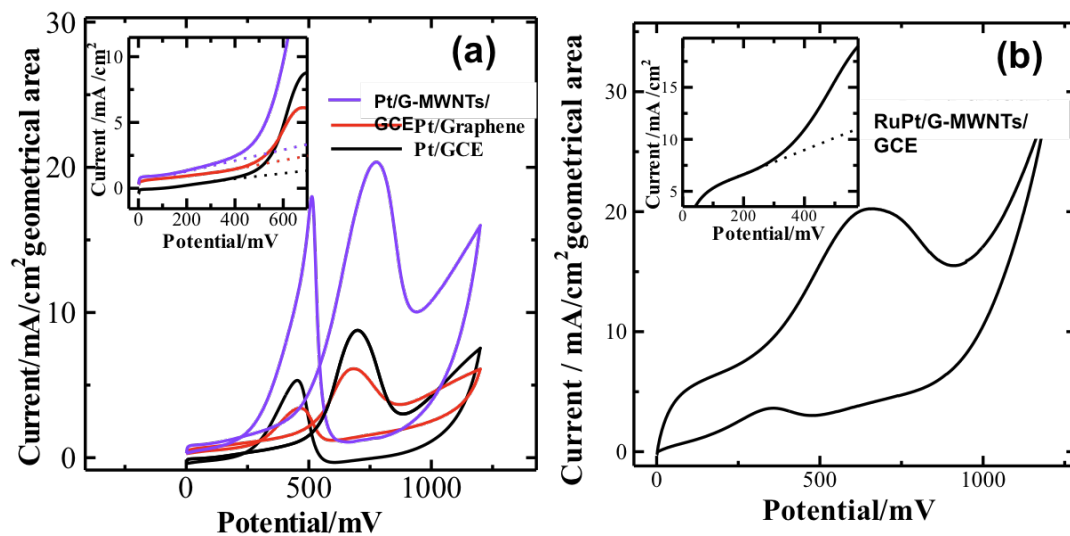 (a)
Current/mA/cm²geometrical area
30
20
10
0
0
500
1000
Potential/mV
Current /mA /cm²
10
5
0
0
200
400
600
Potential/mV
Pt/G-MWNTs/
GCE
Pt/Graphene
Pt/GCE
(b)
Current / mA/cm²geometrical area
30
20
10
0
0
500
1000
Potential/mV
Current /mA /cm²
15
10
5
0
200
400
Potential/mV
RuPt/G-MWNTs/
GCE